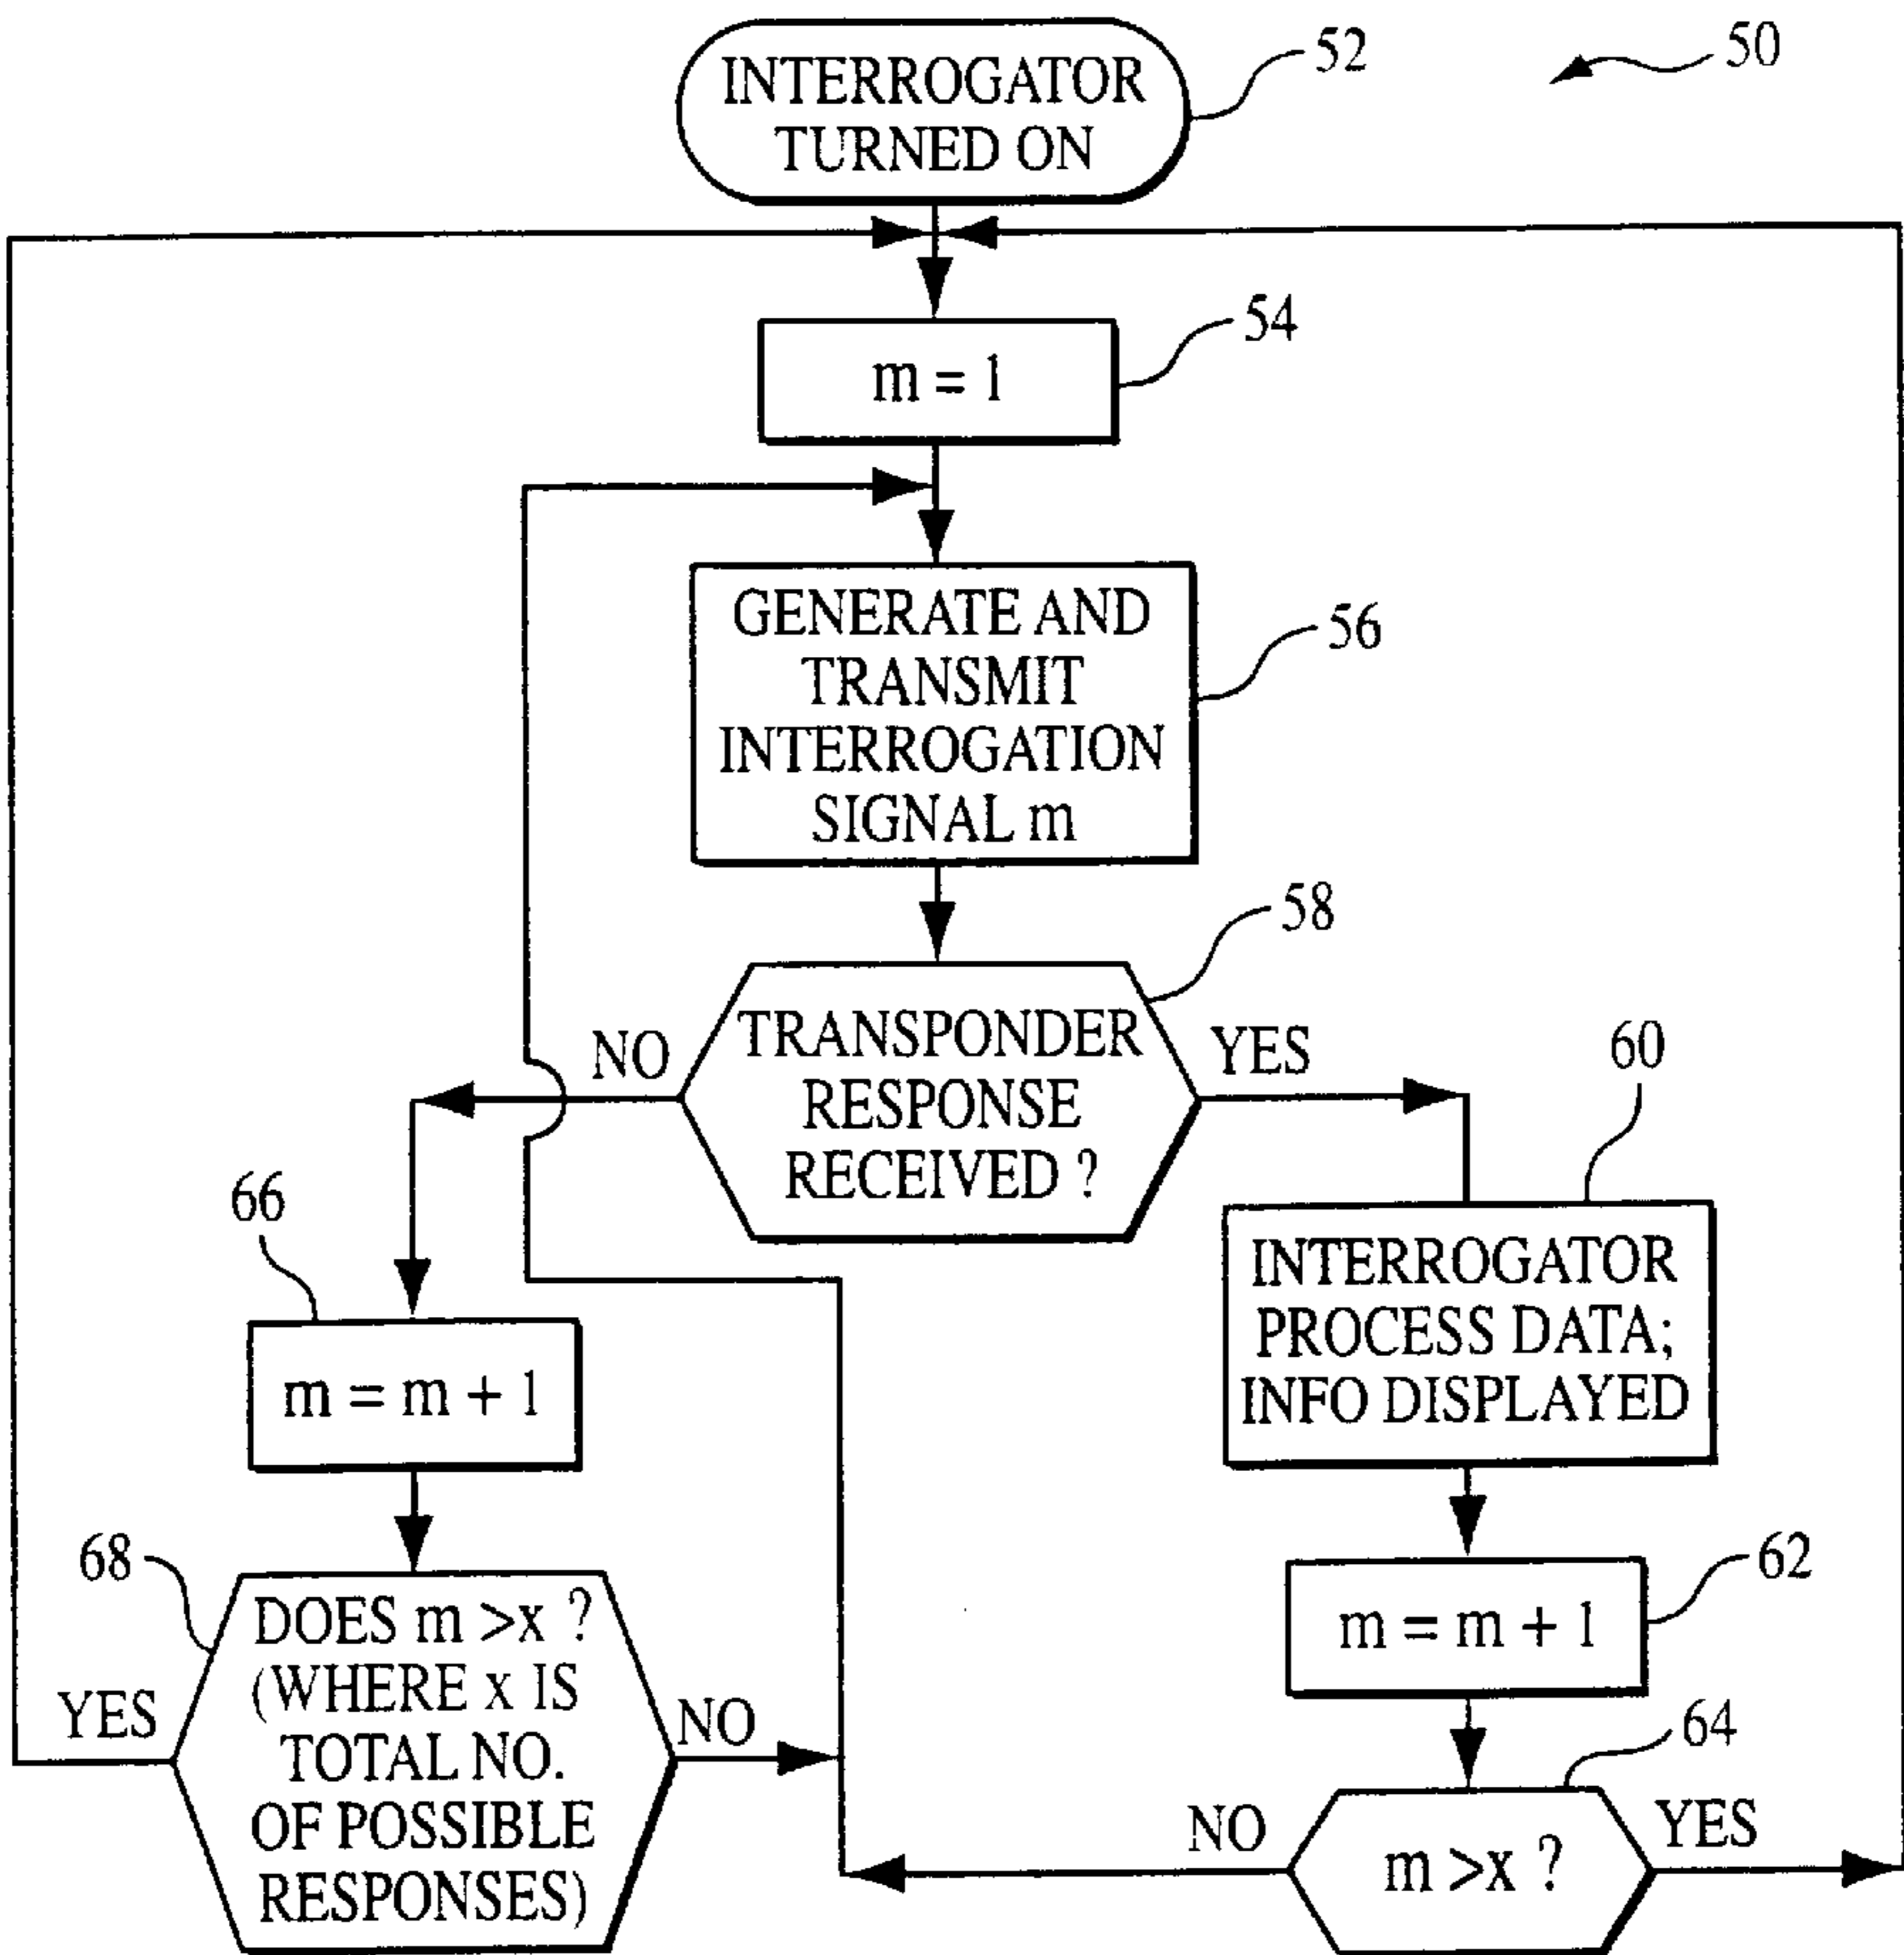 INTERROGATOR
TURNED ON
52
50
m = 1
54
GENERATE AND
TRANSMIT
INTERROGATION
SIGNAL m
56
TRANSPONDER
RESPONSE
RECEIVED ?
58
NO
YES
60
INTERROGATOR
PROCESS DATA;
INFO DISPLAYED
66
m = m + 1
62
m = m + 1
68
DOES m >x ?
(WHERE x IS
TOTAL NO.
OF POSSIBLE
RESPONSES)
YES
NO
64
m >x ?
NO
YES